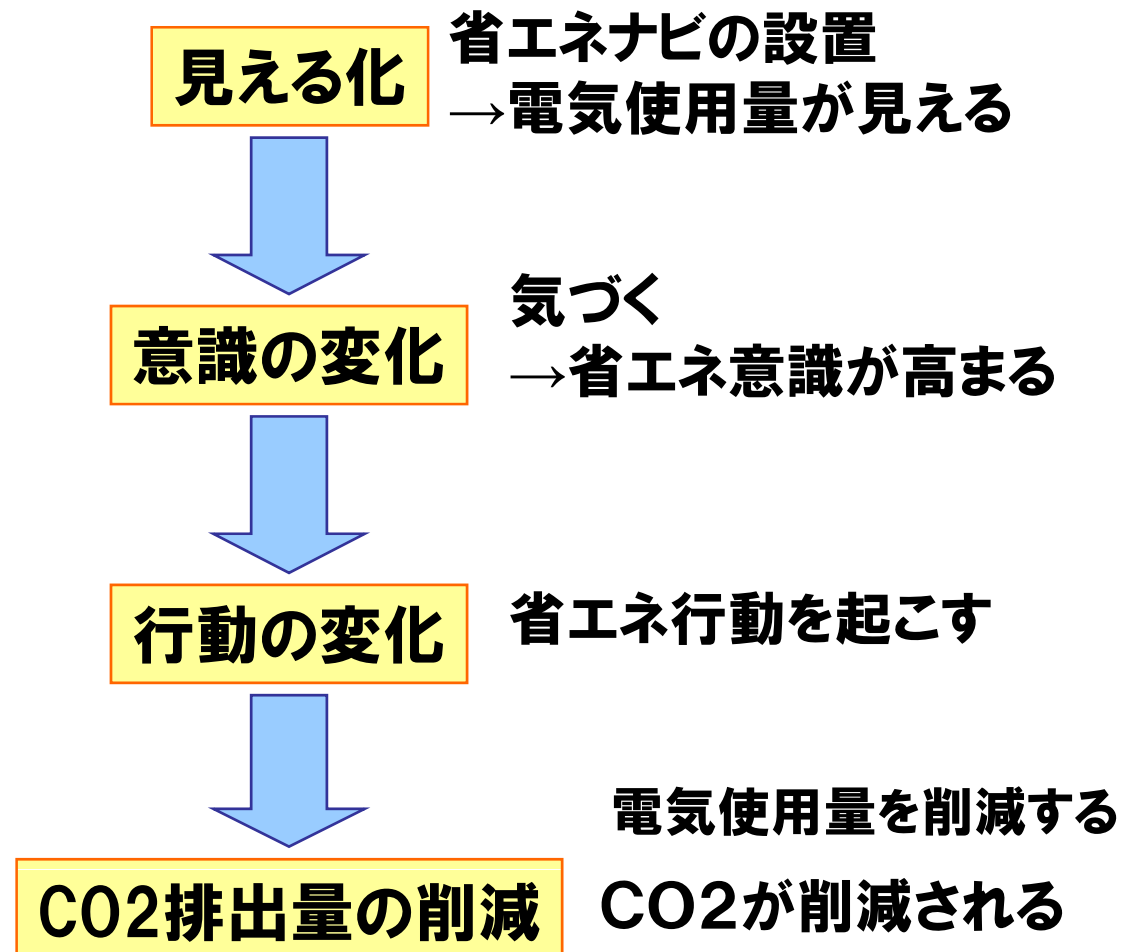 見える化
省エネナビの設置
→電気使用量が見える
意識の変化
気づく
→省エネ意識が高まる
行動の変化
省エネ行動を起こす
電気使用量を削減する
CO2排出量の削減
CO2が削減される